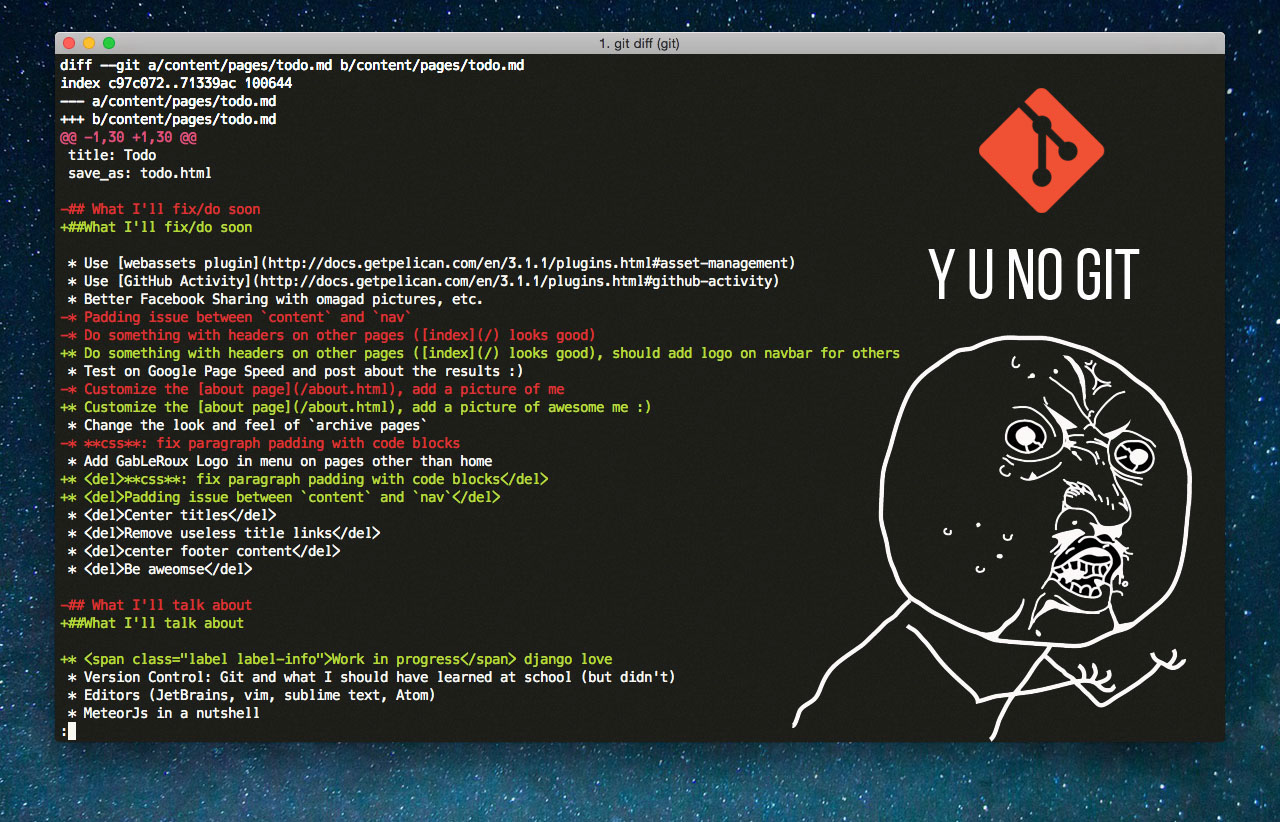 1. git diff (git)
diff --git a/content/pages/todo.md b/content/pages/todo.md
index c97c072..71339ac 100644
--- a/content/pages/todo.md
+++ b/content/pages/todo.md
@@ -1,30 +1,30 @@
 title: Todo
 save_as: todo.html

-## What I'll fix/do soon
+##What I'll fix/do soon

 * Use [webassets plugin](http://docs.getpelican.com/en/3.1.1/plugins.html#asset-management)
 * Use [GitHub Activity](http://docs.getpelican.com/en/3.1.1/plugins.html#github-activity)
 * Better Facebook Sharing with omagad pictures, etc.
-* Padding issue between `content` and `nav`
-* Do something with headers on other pages ([index](/) looks good)
+* Do something with headers on other pages ([index](/) looks good), should add logo on navbar for others
 * Test on Google Page Speed and post about the results :)
-* Customize the [about page](/about.html), add a picture of me
+* Customize the [about page](/about.html), add a picture of awesome me :)
 * Change the look and feel of `archive pages`
-* **css**: fix paragraph padding with code blocks
 * Add GabLeRoux Logo in menu on pages other than home
+* <del>**css**: fix paragraph padding with code blocks</del>
+* <del>Padding issue between `content` and `nav`</del>
 * <del>Center titles</del>
 * <del>Remove useless title links</del>
 * <del>center footer content</del>
 * <del>Be aweomse</del>

-## What I'll talk about
+##What I'll talk about

+* <span class="label label-info">Work in progress</span> django love
 * Version Control: Git and what I should have learned at school (but didn't)
 * Editors (JetBrains, vim, sublime text, Atom)
 * MeteorJs in a nutshell
:
Y U NO GIT